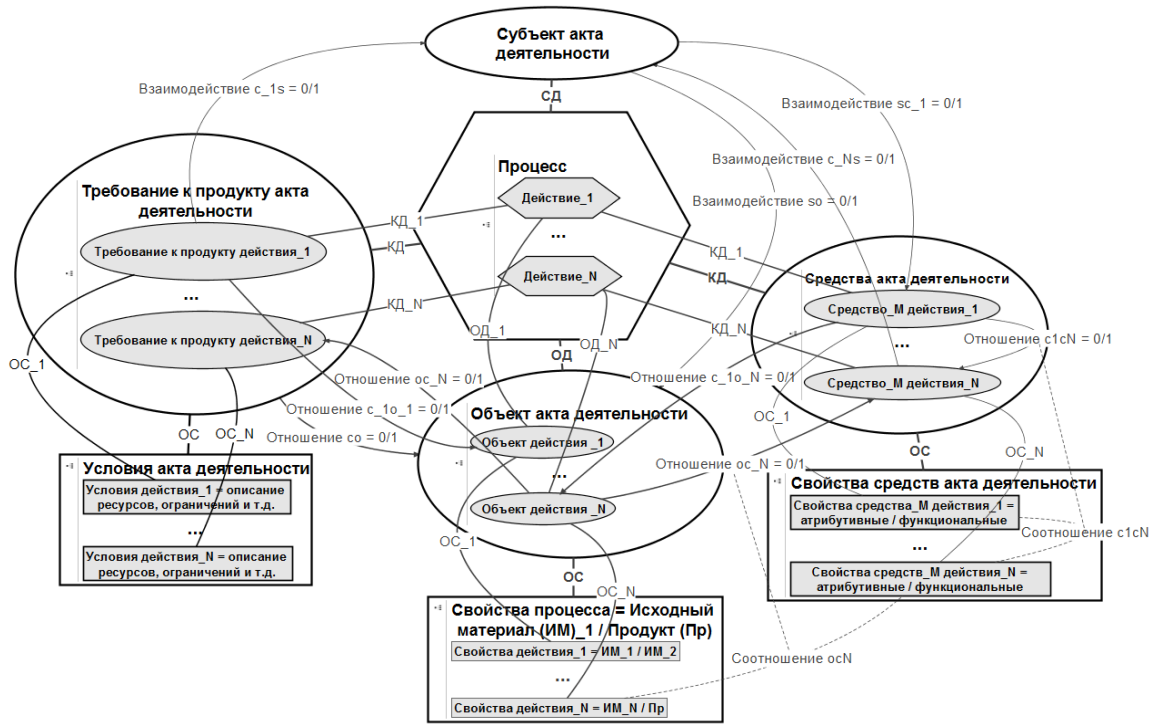 Субъект акта
деятельности
Взаимодействие c_1s = 0/1
СД
Взаимодействие sc_1 = 0/1
Взаимодействие c_Ns = 0/1
Взаимодействие so = 0/1
Процесс
Действие_1
...
Действие_N
Требование к продукту акта
деятельности
Требование к продукту действия_1
...
Требование к продукту действия_N
КД_1
КД
КД_N
КД_1
КД
КД_N
Средства акта деятельности
Средство_М действия_1
...
Средство_М действия_N
ОД_1
ОД_N
ОД
Отношение c1cN = 0/1
Отношение oc_N = 0/1
Отношение c_1o_N = 0/1
Отношение c_1o_1 = 0/1
Отношение co = 0/1
Отношение oc_N = 0/1
ОС_1
ОС
ОС_N
Объект акта деятельности
Объект действия_1
...
Объект действия _N
ОС_1
ОС
ОС_N
ОС_1
ОС
ОС_N
Условия акта деятельности
Условия действия_1 = описание
ресурсов, ограничений и т.д.
...
Условия действия_N = описание
ресурсов, ограничений и т.д.
Свойства средств акта деятельности
Свойства средства_М действия_1 =
атрибутивные / функциональные
...
Свойства средств_М действия_N =
атрибутивные / функциональные
Соотношение c1cN
Соотношение ocN
Свойства процесса = Исходный
материал (ИМ)_1 / Продукт (Пр)
Свойства действия_1 = ИМ_1 / ИМ_2
...
Свойства действия_N = ИМ_N / Пр